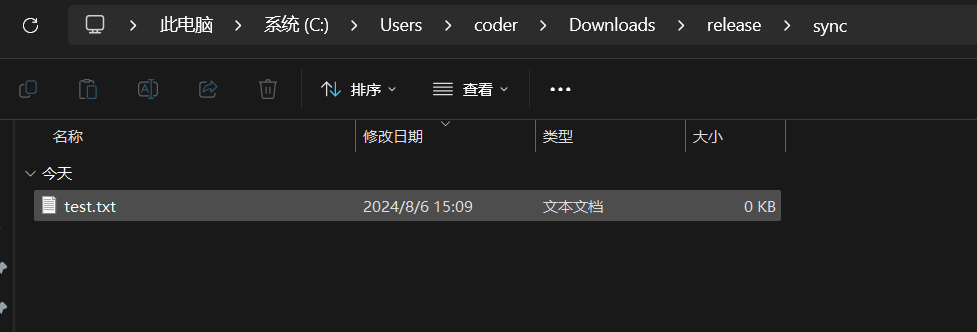 此电脑 > 系统 (C:) > Users > coder > Downloads > release > sync
排序 查看 •••
名称 修改日期 类型 大小
今天
test.txt 2024/8/6 15:09 文本文档 0 KB